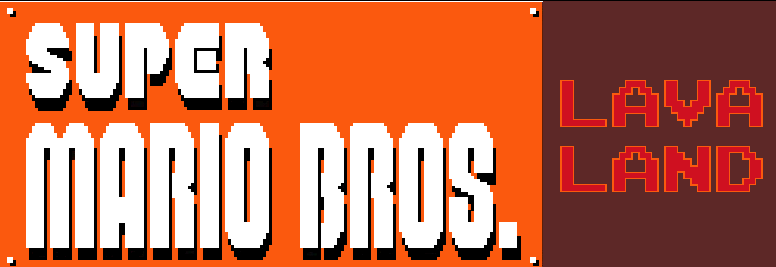 SUPER
MARIO BROS.
LAVA
LAND